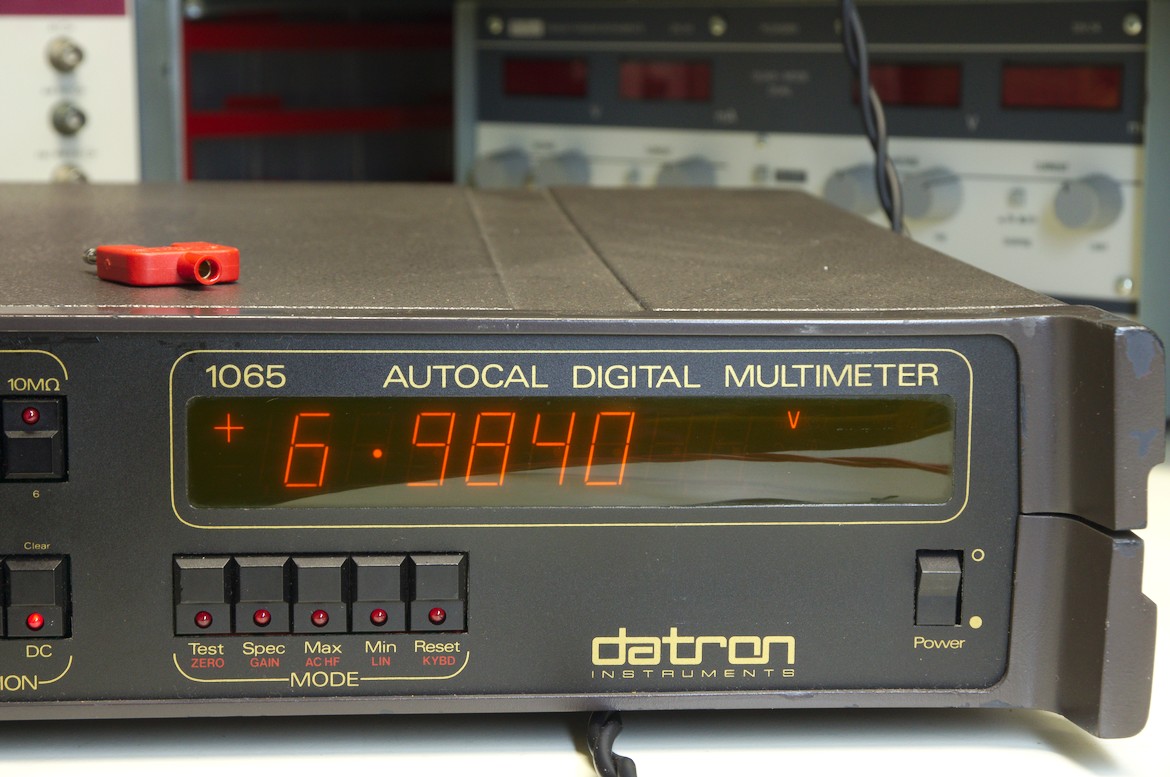 1065 AUTOCAL DIGITAL MULTIMETER
10MΩ
+ 6.9840 V
6
Clear
DC
Test Spec Max Min Reset
ZERO GAIN AC HF LIN KYBD
MODE
Power
datron
INSTRUMENTS